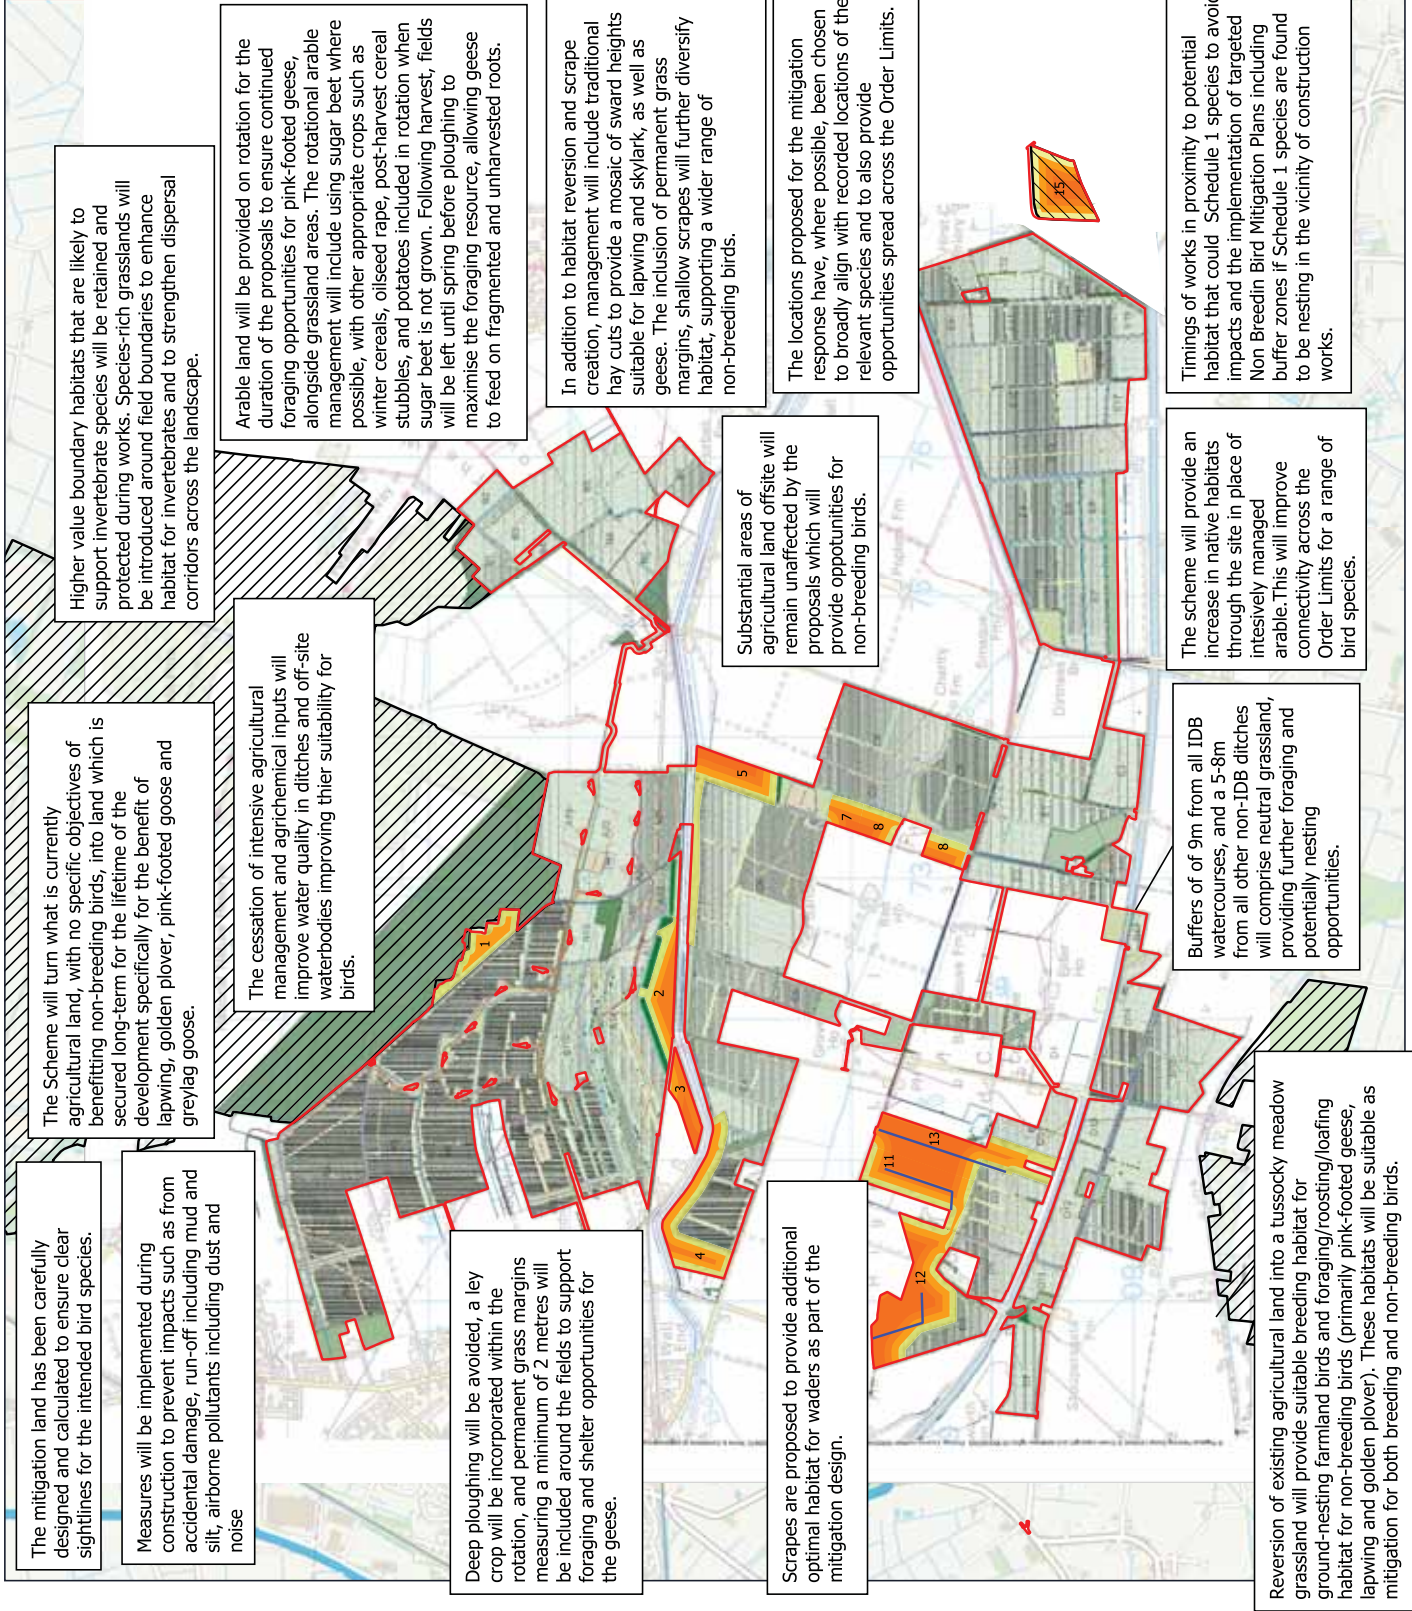 The mitigation land has been carefully
designed and calculated to ensure clear
sightlines for the intended bird species.
The Scheme will turn what is currently
agricultural land, with no specific objectives of
benefitting non-breeding birds, into land which is
secured long-term for the lifetime of the
development specifically for the benefit of
lapwing, golden plover, pink-footed goose and
greylag goose.
Higher value boundary habitats that are likely to
support invertebrate species will be retained and
protected during works. Species-rich grasslands will
be introduced around field boundaries to enhance
habitat for invertebrates and to strengthen dispersal
corridors across the landscape.
Measures will be implemented during
construction to prevent impacts such as from
accidental damage, run-off including mud and
silt, airborne pollutants including dust and
noise
The cessation of intensive agricultural
management and agrichemical inputs will
improve water quality in ditches and off-site
waterbodies improving thier suitability for
birds.
Arable land will be provided on rotation for the
duration of the proposals to ensure continued
foraging opportunities for pink-footed geese,
alongside grassland areas. The rotational arable
management will include using sugar beet where
possible, with other appropriate crops such as
winter cereals, oilseed rape, post-harvest cereal
stubbles, and potatoes included in rotation when
sugar beet is not grown. Following harvest, fields
will be left until spring before ploughing to
maximise the foraging resource, allowing geese
to feed on fragmented and unharvested roots.
Deep ploughing will be avoided, a ley
crop will be incorporated within the
rotation, and permanent grass margins
measuring a minimum of 2 metres will
be included around the fields to support
foraging and shelter opportunities for
the geese.
In addition to habitat reversion and scrape
creation, management will include traditional
hay cuts to provide a mosaic of sward heights
suitable for lapwing and skylark, as well as
geese. The inclusion of permanent grass
margins, shallow scrapes will further diversify
habitat, supporting a wider range of
non-breeding birds.
1
2
3
4
5
Substantial areas of
agricultural land offsite will
remain unaffected by the
proposals which will
provide oppotunities for
non-breeding birds.
Scrapes are proposed to provide additional
optimal habitat for waders as part of the
mitigation design.
The locations proposed for the mitigation
response have, where possible, been chosen
to broadly align with recorded locations of the
relevant species and to also provide
opportunities spread across the Order Limits.
7
8
8
11
12
13
15
Reversion of existing agricultural land into a tussocky meadow
grassland will provide suitable breeding habitat for
ground-nesting farmland birds and foraging/roosting/loafing
habitat for non-breeding birds (primarily pink-footed geese,
lapwing and golden plover). These habitats will be suitable as
mitigation for both breeding and non-breeding birds.
Buffers of of 9m from all IDB
watercourses, and a 5-8m
from all other non-IDB ditches
will comprise neutral grassland,
providing further foraging and
potentially nesting
opportunities.
The scheme will provide an
increase in native habitats
through the site in place of
intesively managed
arable.This will improve
connectivity across the
Order Limits for a range of
bird species.
Timings of works in proximity to potential
habitat that could Schedule 1 species to avoid
impacts and the implementation of targeted
Non Breedin Bird Mitigation Plans including
buffer zones if Schedule 1 species are found
to be nesting in the vicinity of construction
works.